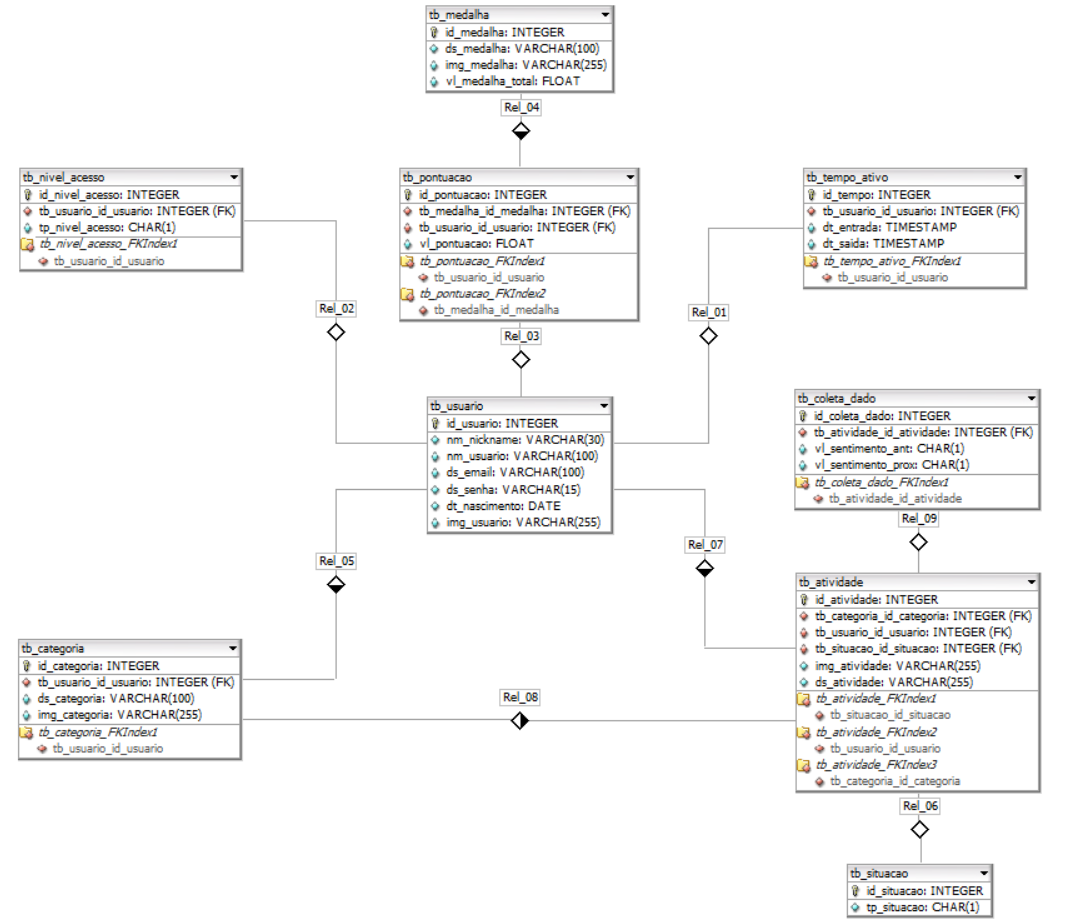 tb_medalha
id_medalha: INTEGER
ds_medalha: VARCHAR(100)
img_medalha: VARCHAR(255)
vl_medalha_total: FLOAT
Rel_04
tb_nivel_acesso
id_nivel_acesso: INTEGER
tb_usuario_id_usuario: INTEGER (FK)
tp_nivel_acesso: CHAR(1)
tb_nivel_acesso_FKIndex1
tb_usuario_id_usuario
tb_pontuacao
id_pontuacao: INTEGER
tb_medalha_id_medalha: INTEGER (FK)
tb_usuario_id_usuario: INTEGER (FK)
vl_pontuacao: FLOAT
tb_pontuacao_FKIndex1
tb_usuario_id_usuario
tb_pontuacao_FKIndex2
tb_medalha_id_medalha
tb_tempo_ativo
id_tempo: INTEGER
tb_usuario_id_usuario: INTEGER (FK)
dt_entrada: TIMESTAMP
dt_saida: TIMESTAMP
tb_tempo_ativo_FKIndex1
tb_usuario_id_usuario
Rel_02
Rel_03
Rel_01
tb_usuario
id_usuario: INTEGER
nm_nickname: VARCHAR(30)
nm_usuario: VARCHAR(100)
ds_email: VARCHAR(100)
ds_senha: VARCHAR(15)
dt_nascimento: DATE
img_usuario: VARCHAR(255)
tb_coleta_dado
id_coleta_dado: INTEGER
tb_atividade_id_atividade: INTEGER (FK)
vl_sentimento_ant: CHAR(1)
vl_sentimento_prox: CHAR(1)
tb_coleta_dado_FKIndex1
tb_atividade_id_atividade
Rel_09
Rel_05
Rel_07
tb_categoria
id_categoria: INTEGER
tb_usuario_id_usuario: INTEGER (FK)
ds_categoria: VARCHAR(100)
img_categoria: VARCHAR(255)
tb_categoria_FKIndex1
tb_usuario_id_usuario
Rel_08
tb_atividade
id_atividade: INTEGER
tb_categoria_id_categoria: INTEGER (FK)
tb_usuario_id_usuario: INTEGER (FK)
tb_situacao_id_situacao: INTEGER (FK)
img_atividade: VARCHAR(255)
ds_atividade: VARCHAR(255)
tb_atividade_FKIndex1
tb_situacao_id_situacao
tb_atividade_FKIndex2
tb_usuario_id_usuario
tb_atividade_FKIndex3
tb_categoria_id_categoria
Rel_06
tb_situacao
id_situacao: INTEGER
tp_situacao: CHAR(1)